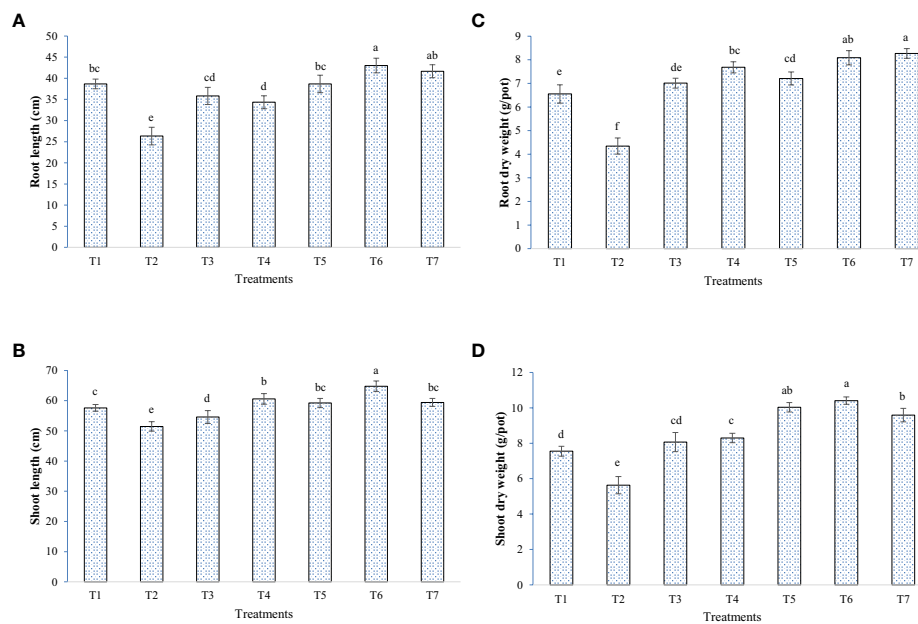 A
Root length (cm)
50
45
40
35
30
25
20
15
10
5
0
bc
e
cd
d
bc
a
ab
T1 T2 T3 T4 T5 T6 T7
Treatments
B
Shoot length (cm)
70
60
50
40
30
20
10
0
c
e
d
b
bc
a
bc
T1 T2 T3 T4 T5 T6 T7
Treatments
C
Root dry weight (g/pot)
9
8
7
6
5
4
3
2
1
0
e
f
de
bc
cd
ab
a
T1 T2 T3 T4 T5 T6 T7
Treatments
D
Shoot dry weight (g/pot)
12
10
8
6
4
2
0
d
e
cd
c
ab
a
b
T1 T2 T3 T4 T5 T6 T7
Treatments